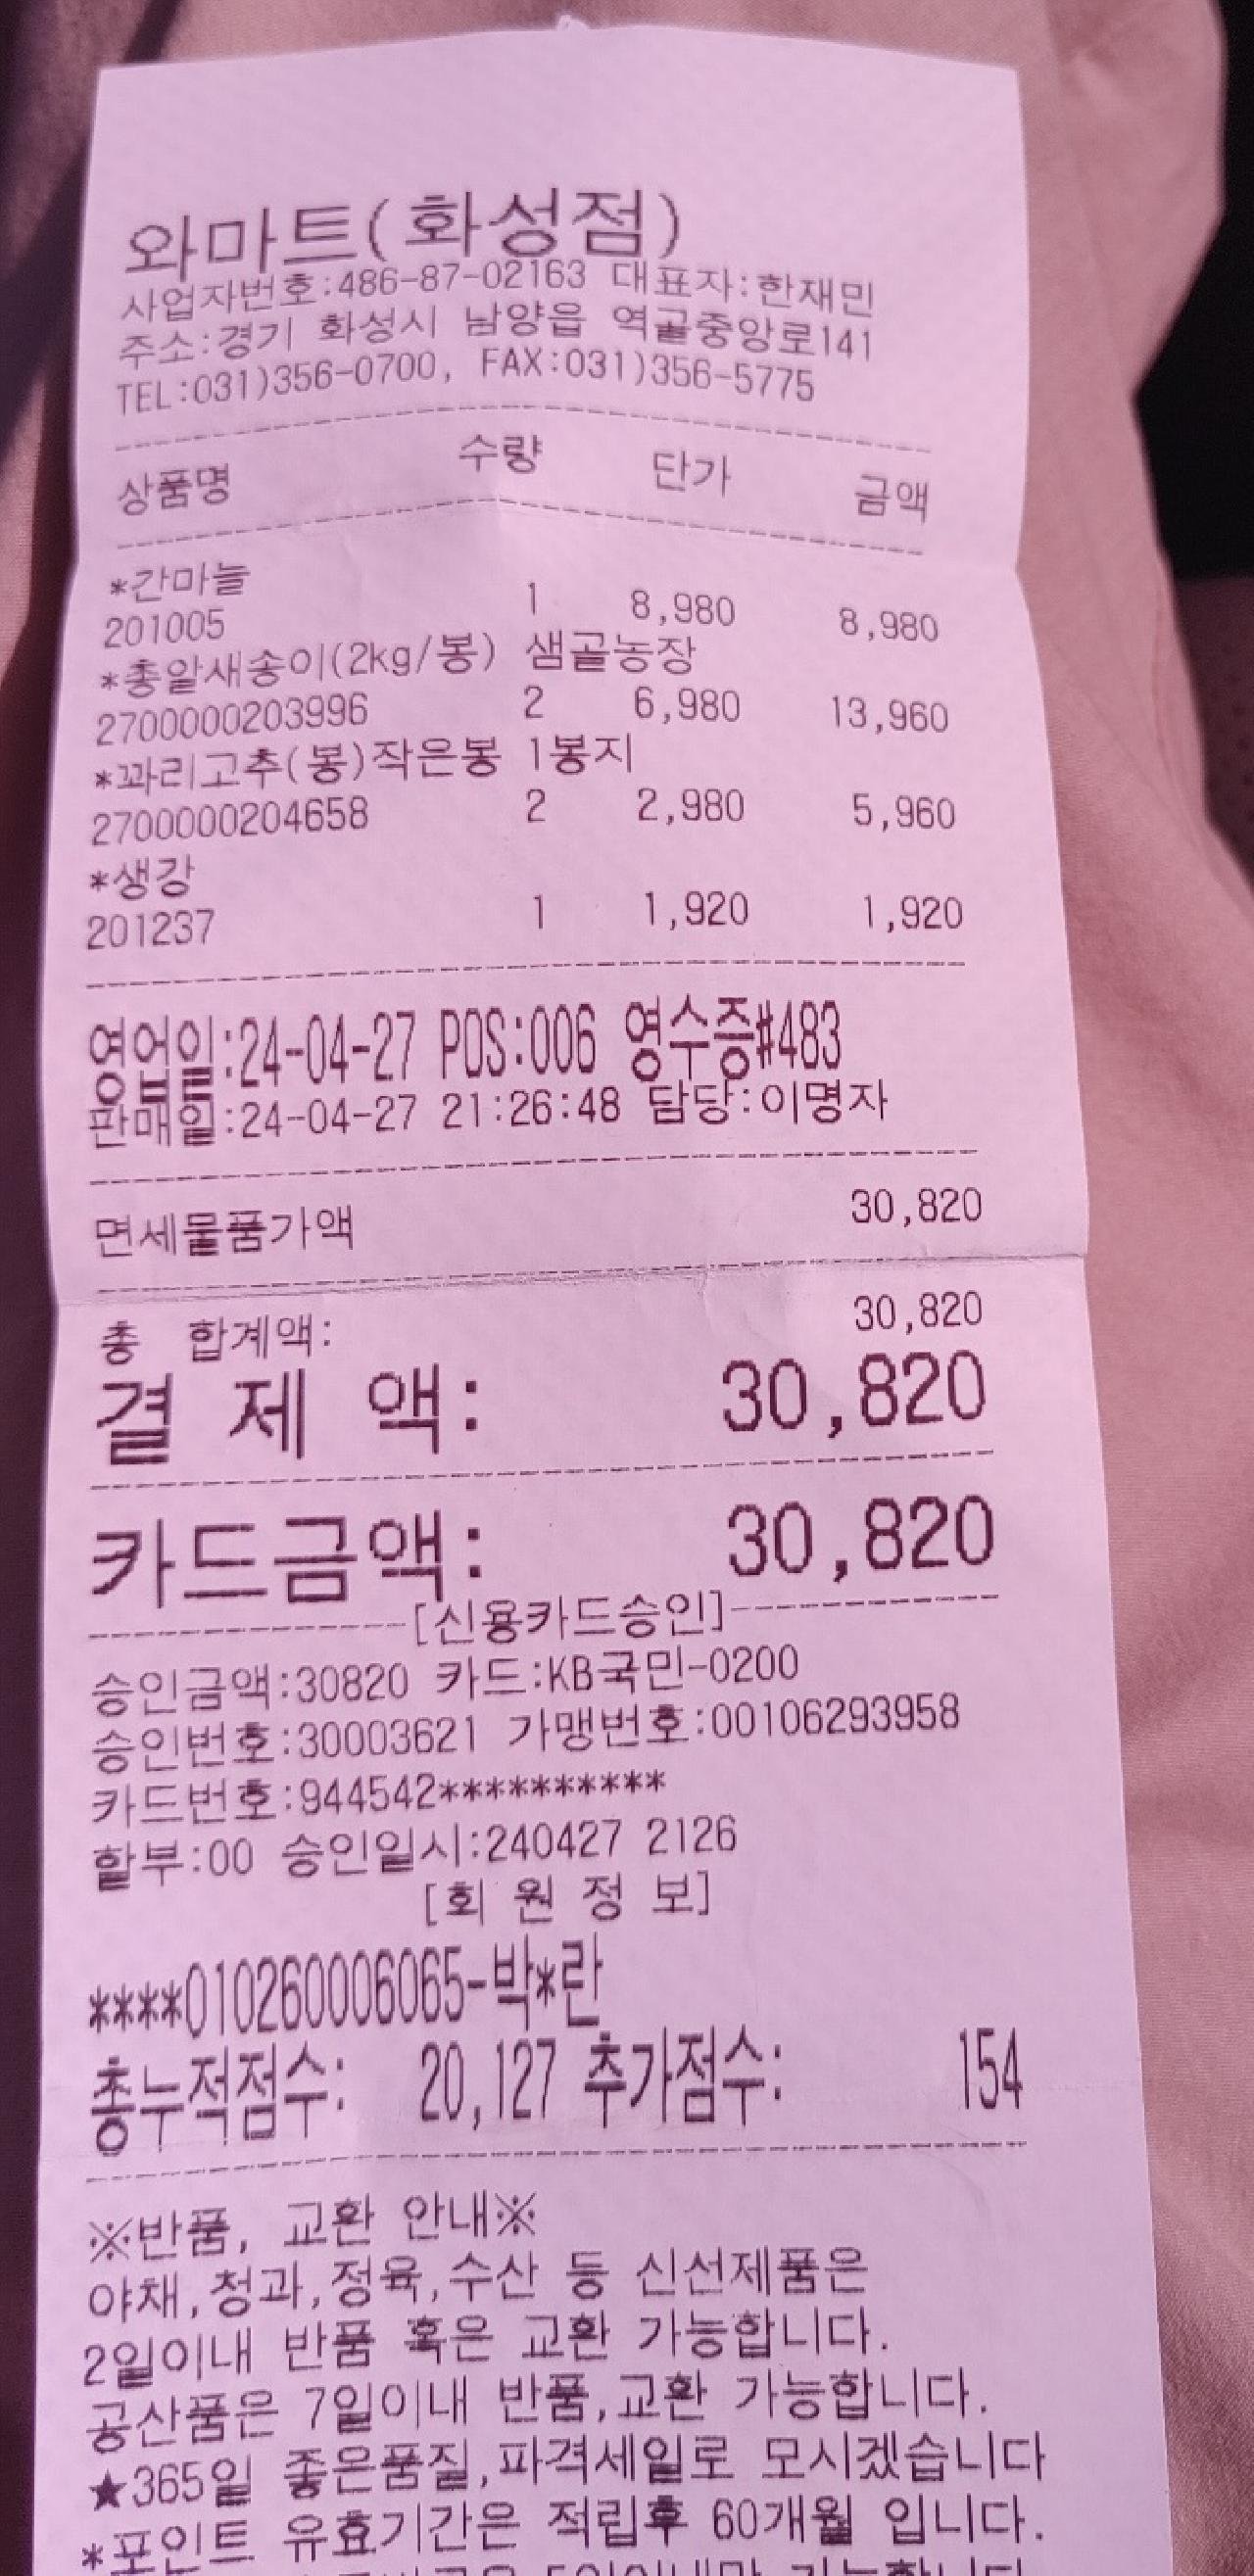 와마트(화성점)
사업자번호:486-87-02163 대표자:한재민
주소:경기 화성시 남양읍 역골중앙로141
TEL:031)356-0700, FAX:031)356-5775
상품명 수량 단가 금액
*간마늘
201005 1 8,980 8,980
*총알새송이(2kg/봉) 샘골농장
2700000203996 2 6,980 13,960
*꽈리고추(봉)작은봉 1봉지
2700000204658 2 2,980 5,960
*생강
201237 1 1,920 1,920
영업일:24-04-27 POS:006 영수증#483
판매일:24-04-27 21:26:48 담당:이명자
면세물품가액 30,820
총 합계액: 30,820
결 제 액: 30,820
카드금액: 30,820
[신용카드승인]
승인금액:30820 카드:KB국민-0200
승인번호:30003621 가맹번호:00106293958
카드번호:944542**********
할부:00 승인일시:240427 2126
[회 원 정 보]
****010260006065-박*란
총누적점수: 20,127 추가점수: 154
※반품, 교환 안내※
야채,청과,정육,수산 등 신선제품은
2일이내 반품 혹은 교환 가능합니다.
공산품은 7일이내 반품,교환 가능합니다.
★365일 좋은품질,파격세일로 모시겠습니다
*포인트 유효기간은 적립후 60개월 입니다.